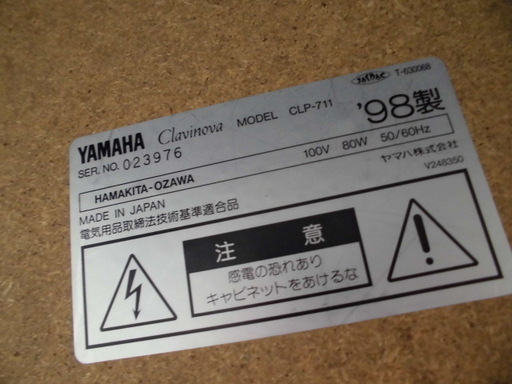 T-630068
YAMAHA Clavinova MODEL CLP-711 '98製
SER. NO. 023976 100V 80W 50/60Hz
HAMAKITA-OZAWA ヤマハ株式会社
MADE IN JAPAN V248350
電気用品取締法技術基準適合品
注 意
感電の恐れあり
キャビネットをあけるな